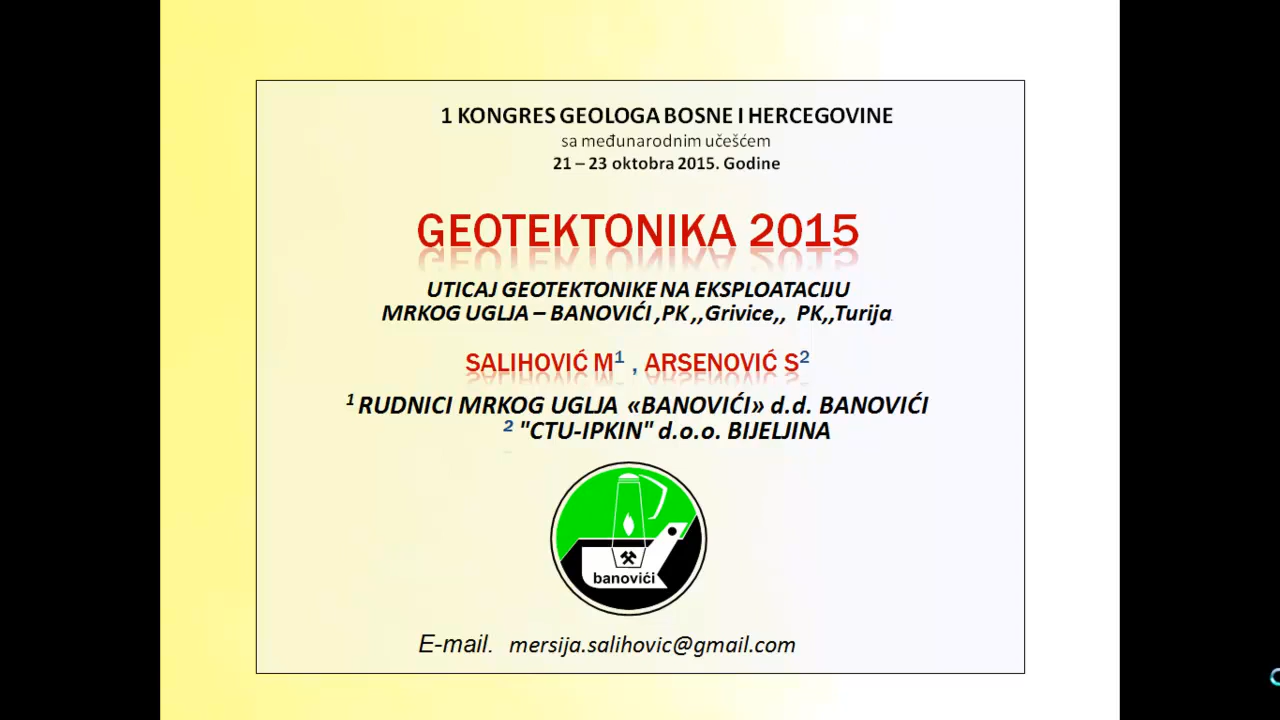 1 KONGRES GEOLOGA BOSNE I HERCEGOVINE
sa međunarodnim učešćem
21 – 23 oktobra 2015. Godine
GEOTEKTONIKA 2015
UTICAJ GEOTEKTONIKE NA EKSPLOATACIJU
MRKOG UGLJA – BANOVIĆI ,PK ,,Grivice,, PK,,Turija
SALIHOVIĆ M1 , ARSENOVIĆ S2
1 RUDNICI MRKOG UGLJA «BANOVIĆI» d.d. BANOVIĆI
2 "CTU-IPKIN" d.o.o. BIJELJINA
banovići
E-mail. mersija.salihovic@gmail.com